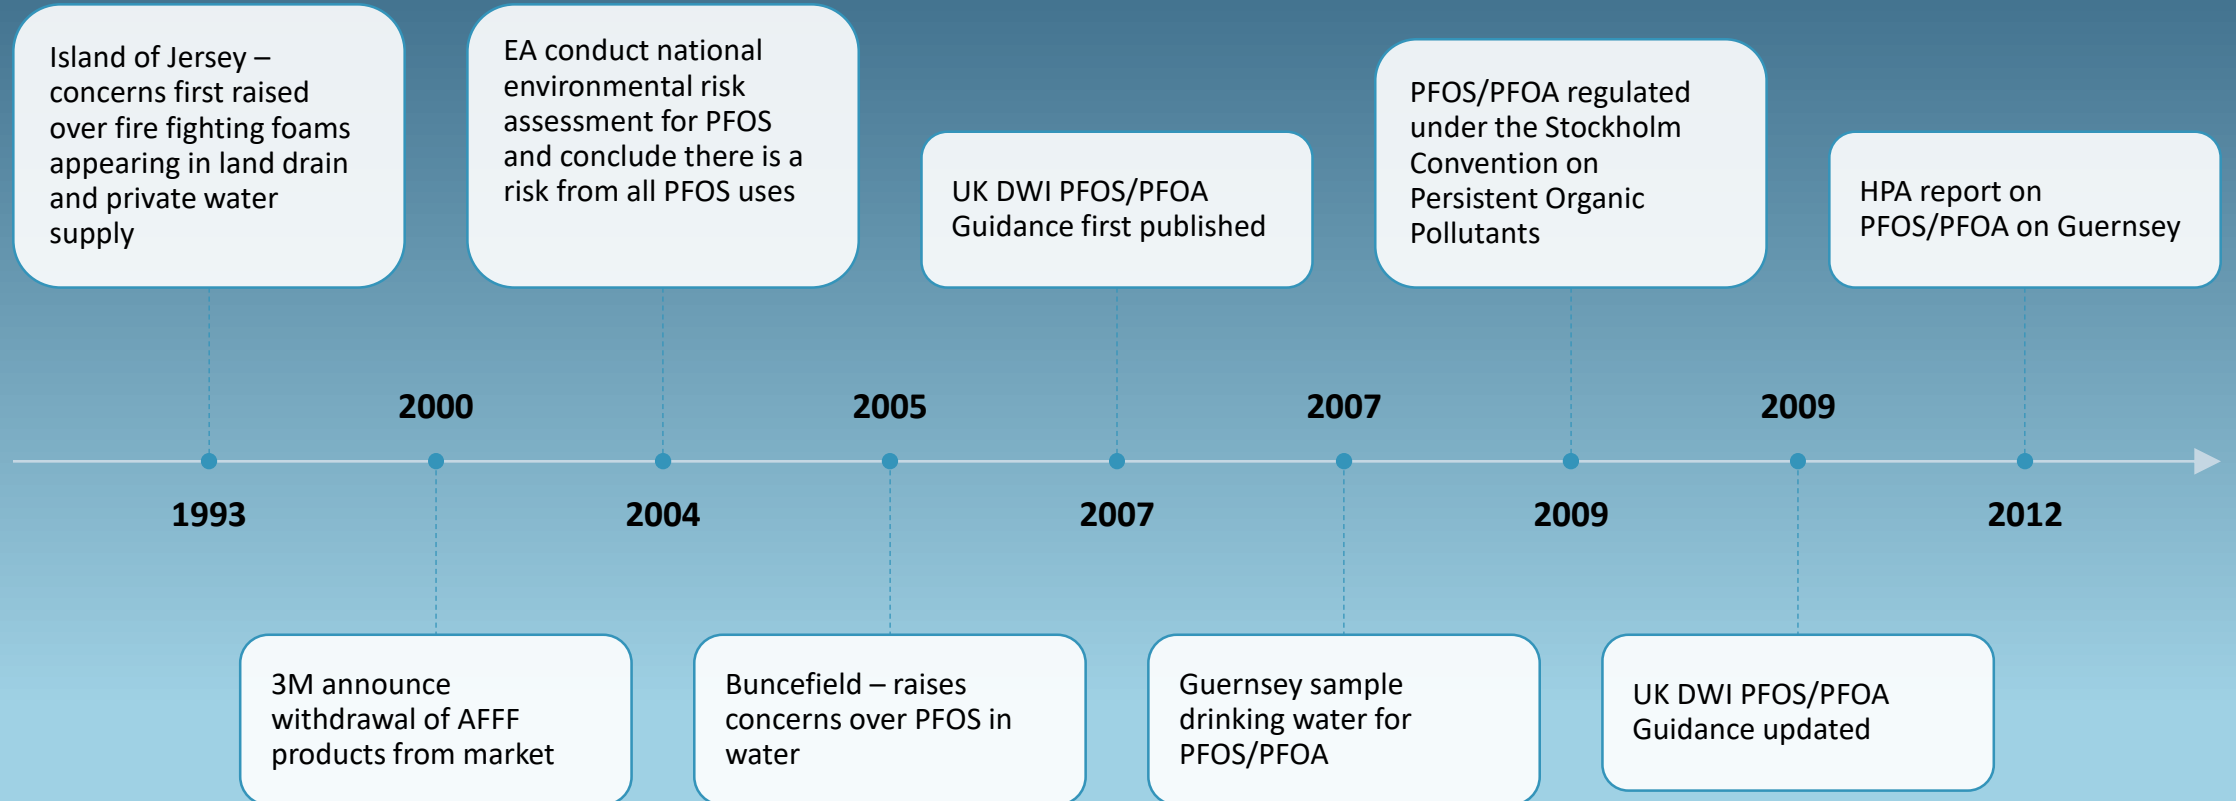 Island of Jersey –
concerns first raised
over fire fighting foams
appearing in land drain
and private water
supply
1993
2000
3M announce
withdrawal of AFFF
products from market
EA conduct national
environmental risk
assessment for PFOS
and conclude there is a
risk from all PFOS uses
2004
2005
Buncefield – raises
concerns over PFOS in
water
UK DWI PFOS/PFOA
Guidance first published
2007
2007
Guernsey sample
drinking water for
PFOS/PFOA
PFOS/PFOA regulated
under the Stockholm
Convention on
Persistent Organic
Pollutants
2009
2009
UK DWI PFOS/PFOA
Guidance updated
HPA report on
PFOS/PFOA on Guernsey
2012